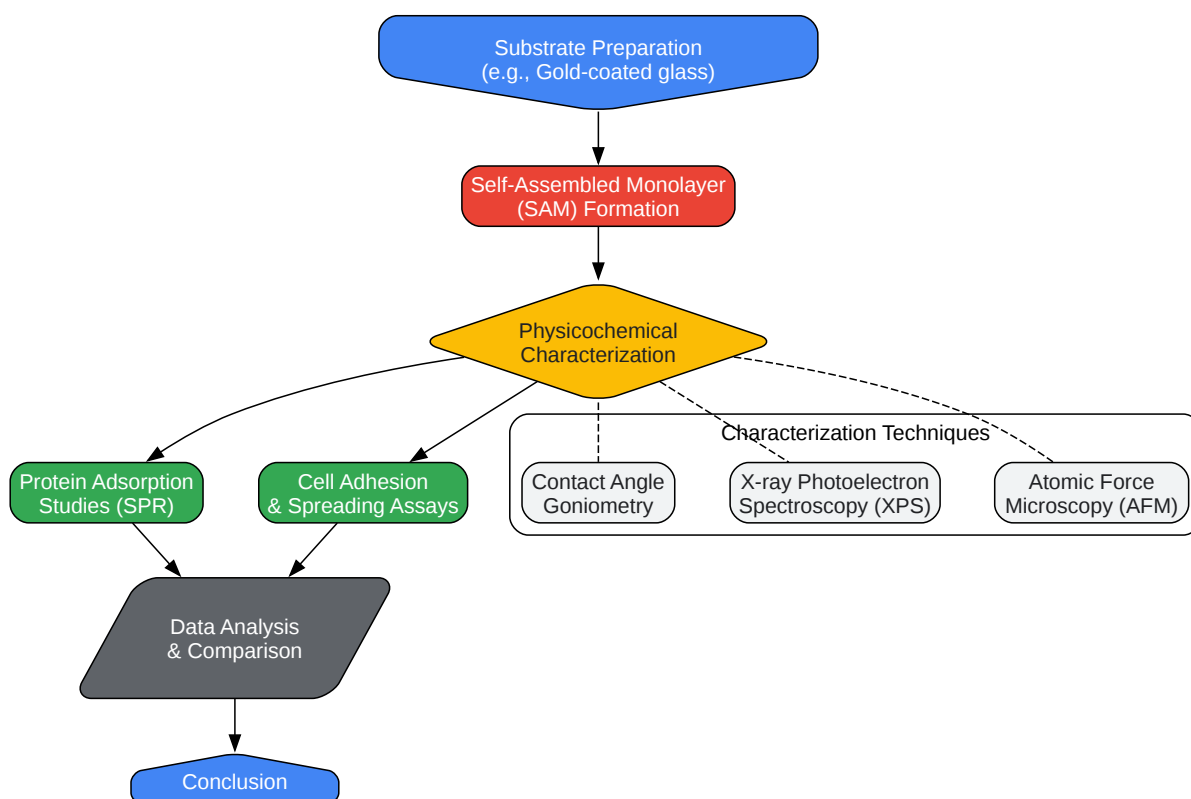 Substrate Preparation
(e.g., Gold-coated glass)
Self-Assembled Monolayer
(SAM) Formation
Physicochemical
Characterization
Characterization Techniques
Protein Adsorption
Studies (SPR)
Cell Adhesion
& Spreading Assays
Contact Angle
Goniometry
X-ray Photoelectron
Spectroscopy (XPS)
Atomic Force
Microscopy (AFM)
Data Analysis
& Comparison
Conclusion